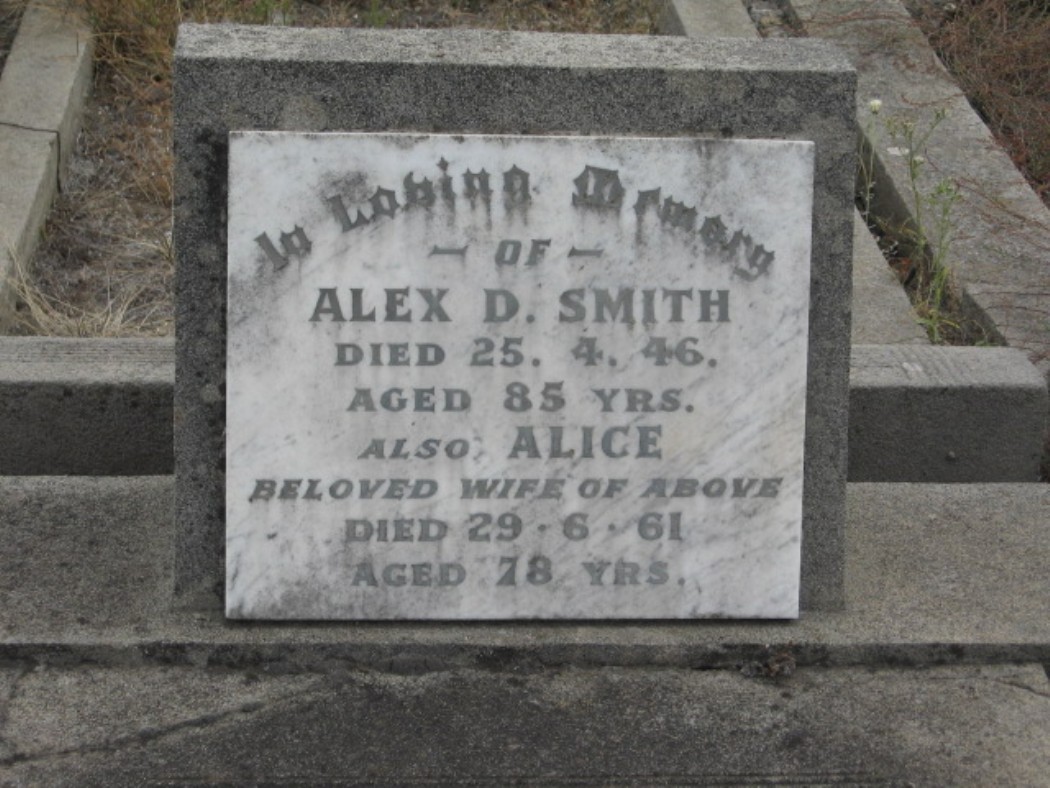 In Loving Memory
— OF —
ALEX D. SMITH
DIED 25. 4. 46.
AGED 85 YRS.
ALSO ALICE
BELOVED WIFE OF ABOVE
DIED 29·6·61
AGED 78 YRS.